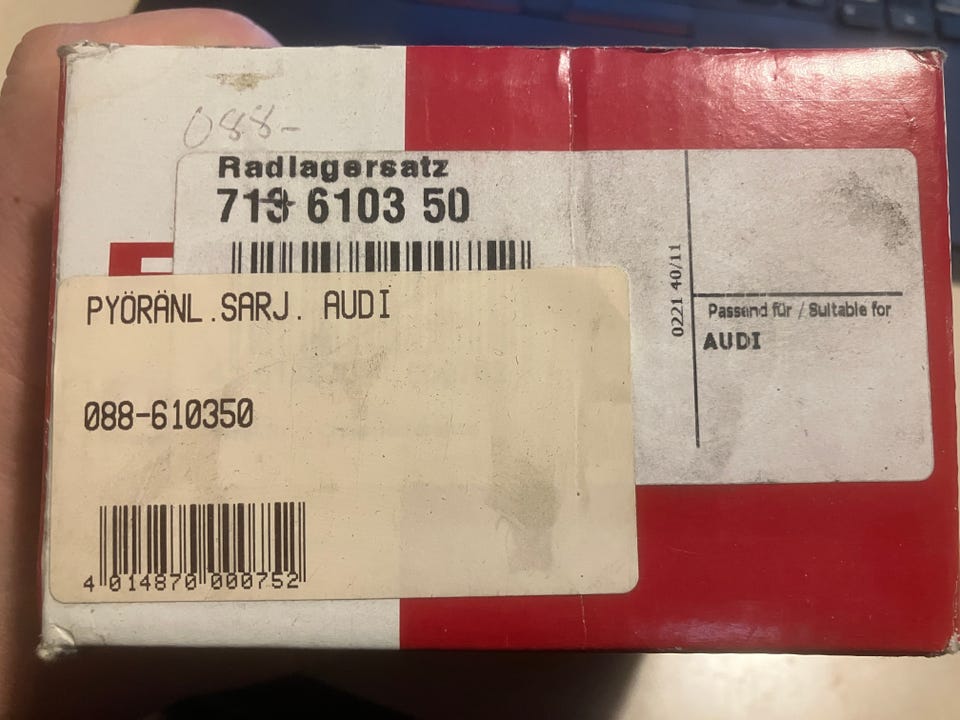 088-
Radlagersatz
713 6103 50
0221 40/11
Passend für / Suitable for
AUDI
PYÖRÄNL.SARJ. AUDI
088-610350
4 014870 000752